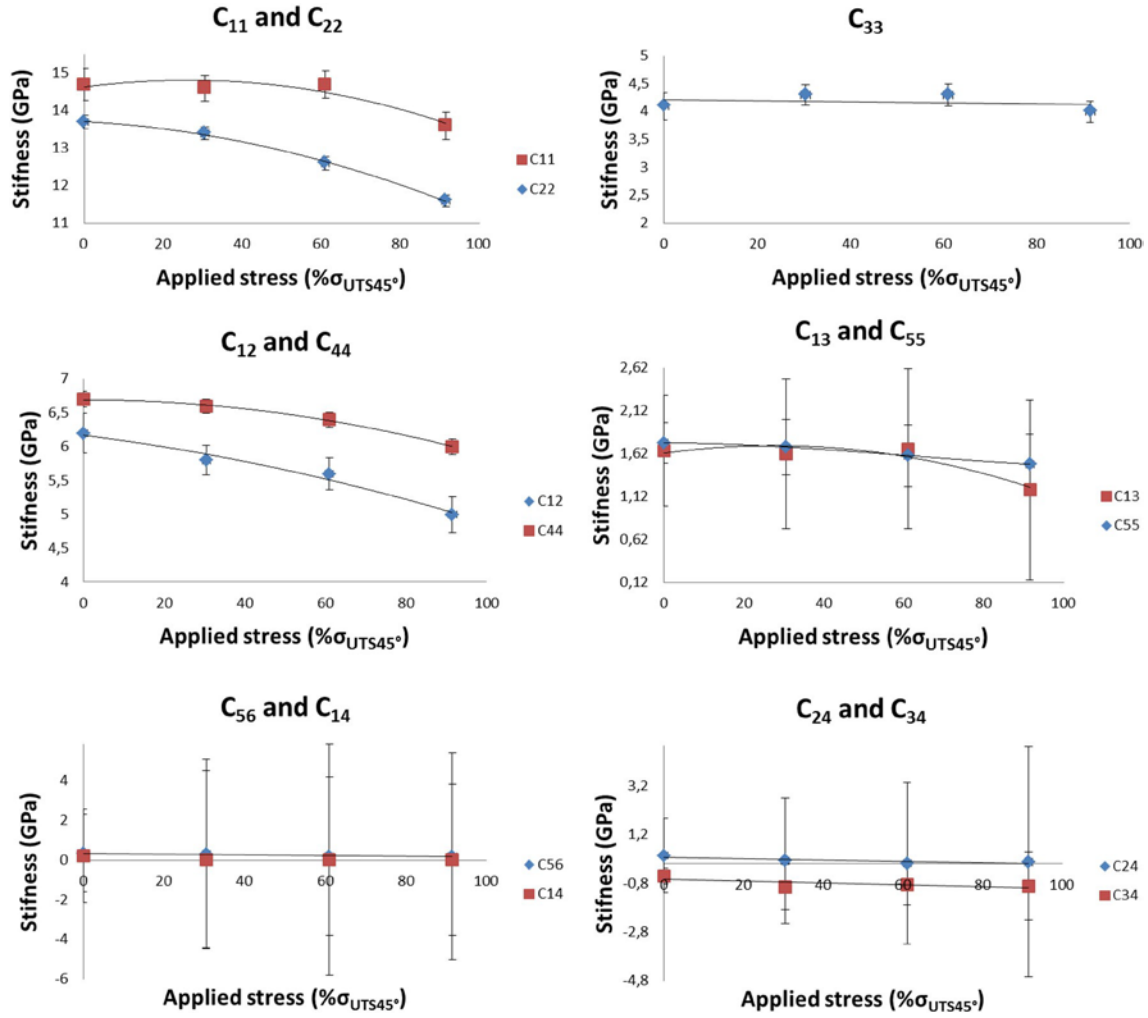 C₁₁ and C₂₂
Stifness (GPa)
15
14
13
12
11
0 20 40 60 80 100
Applied stress (%σUTS45°)
C11
C22
C₃₃
Stifness (GPa)
5
4,5
4
3,5
3
2,5
2
0 20 40 60 80 100
Applied stress (%σUTS45°)
C₁₂ and C₄₄
Stifness (GPa)
7
6,5
6
5,5
5
4,5
4
0 20 40 60 80 100
Applied stress (%σUTS45°)
C12
C44
C₁₃ and C₅₅
Stifness (GPa)
2,62
2,12
1,62
1,12
0,62
0,12
0 20 40 60 80 100
Applied stress (%σUTS45°)
C13
C55
C₅₆ and C₁₄
Stifness (GPa)
4
2
0
-2
-4
-6
0 20 40 60 80 100
Applied stress (%σUTS45°)
C56
C14
C₂₄ and C₃₄
Stifness (GPa)
3,2
1,2
-0,8
-2,8
-4,8
0 20 40 60 80 100
Applied stress (%σUTS45°)
C24
C34